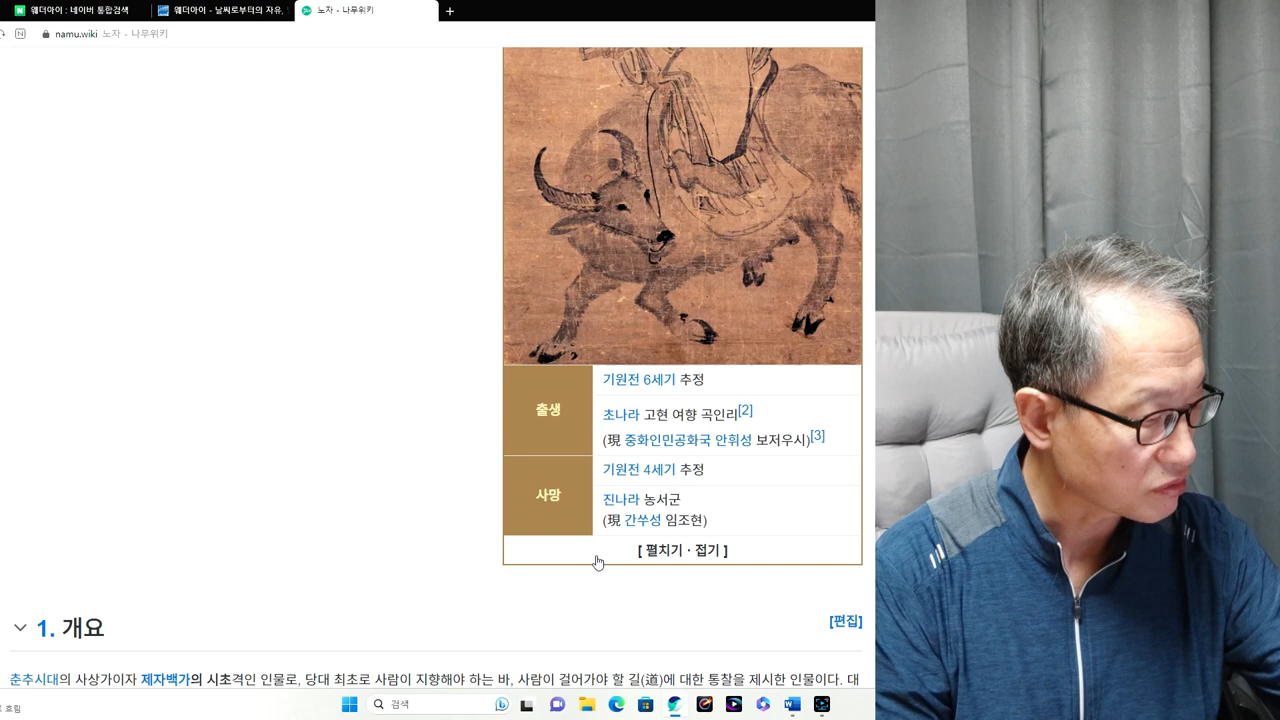 웨더아이 : 네이버 통합검색
웨더아이 - 날씨로부터의 자유,
노자 - 나무위키
namu.wiki 노자 - 나무위키
출생
기원전 6세기 추정
초나라 고현 여향 곡인리[2]
(現 중화인민공화국 안휘성 보저우시)[3]
사망
기원전 4세기 추정
진나라 농서군
(現 간쑤성 임조현)
[ 펼치기 · 접기 ]
1. 개요
[편집]
춘추시대의 사상가이자 제자백가의 시초격인 인물로, 당대 최초로 사람이 지향해야 하는 바, 사람이 걸어가야 할 길(道)에 대한 통찰을 제시한 인물이다. 대
흐림
검색